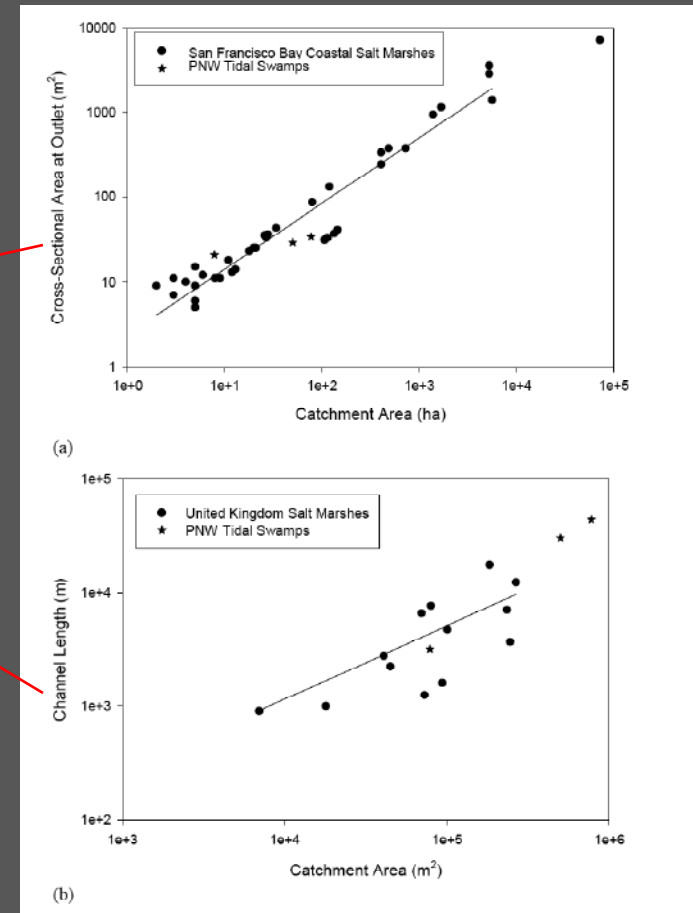 (a)
10000
San Francisco Bay Coastal Salt Marshes
PNW Tidal Swamps
1000
100
10
1
Cross-Sectional Area at Outlet (m²)
1e+0 1e+1 1e+2 1e+3 1e+4 1e+5
Catchment Area (ha)
(b)
1e+5
United Kingdom Salt Marshes
PNW Tidal Swamps
1e+4
1e+3
1e+2
Channel Length (m)
1e+3 1e+4 1e+5 1e+6
Catchment Area (m²)